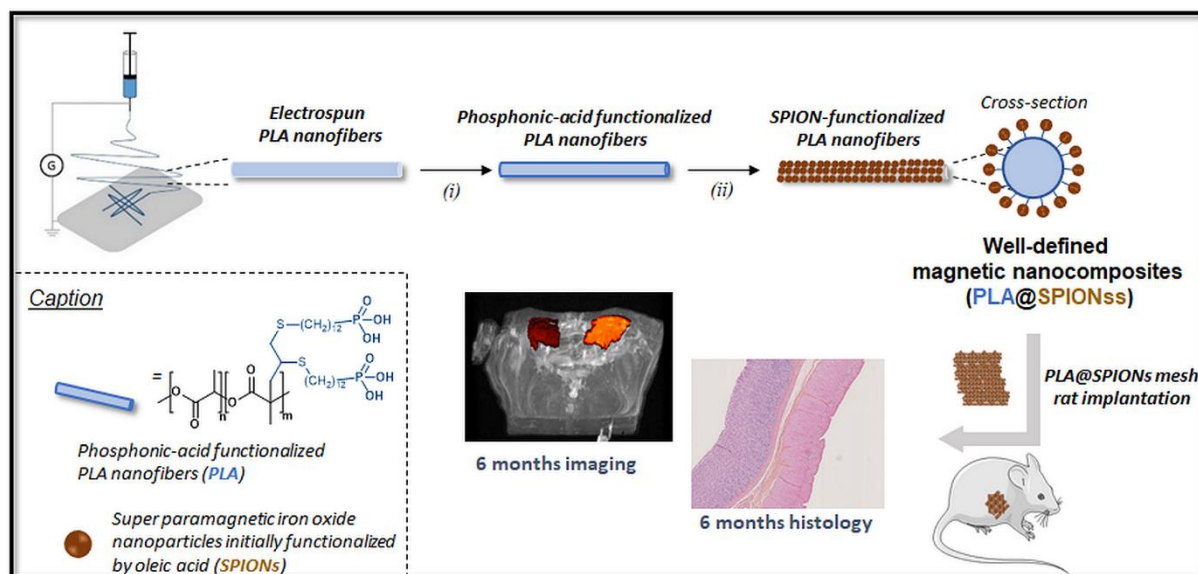 Electrospun
PLA nanofibers
Phosphonic-acid functionalized
PLA nanofibers
SPION-functionalized
PLA nanofibers
Cross-section
G
(i)
(ii)
Well-defined
magnetic nanocomposites
(PLA@SPIONss)
Caption
O
P OH
S (CH2)12 OH
O
S P OH
(CH2)12 OH
=
O O
O n O m
Phosphonic-acid functionalized
PLA nanofibers (PLA)
Super paramagnetic iron oxide
nanoparticles initially functionalized
by oleic acid (SPIONs)
6 months imaging
6 months histology
PLA@SPIONs mesh
rat implantation